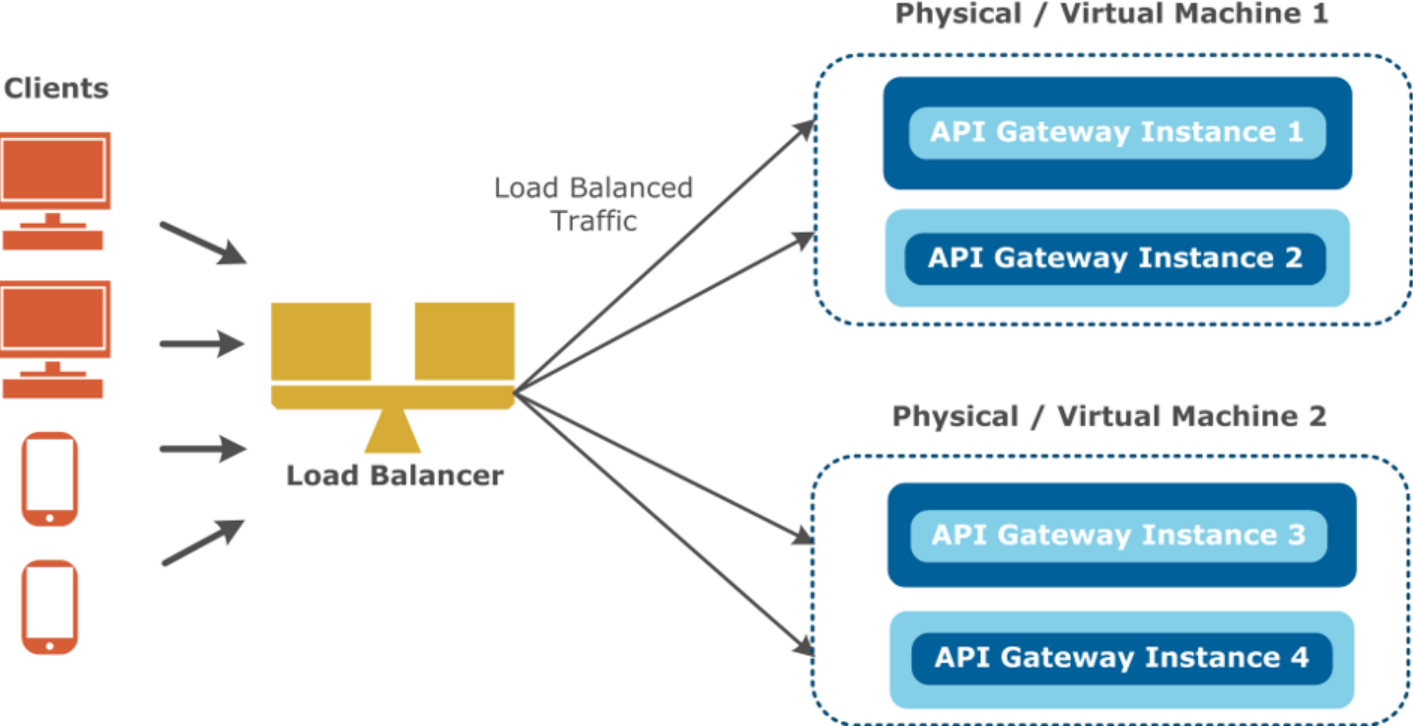 Physical / Virtual Machine 1
Clients
API Gateway Instance 1
Load Balanced
Traffic
API Gateway Instance 2
Load Balancer
Physical / Virtual Machine 2
API Gateway Instance 3
API Gateway Instance 4